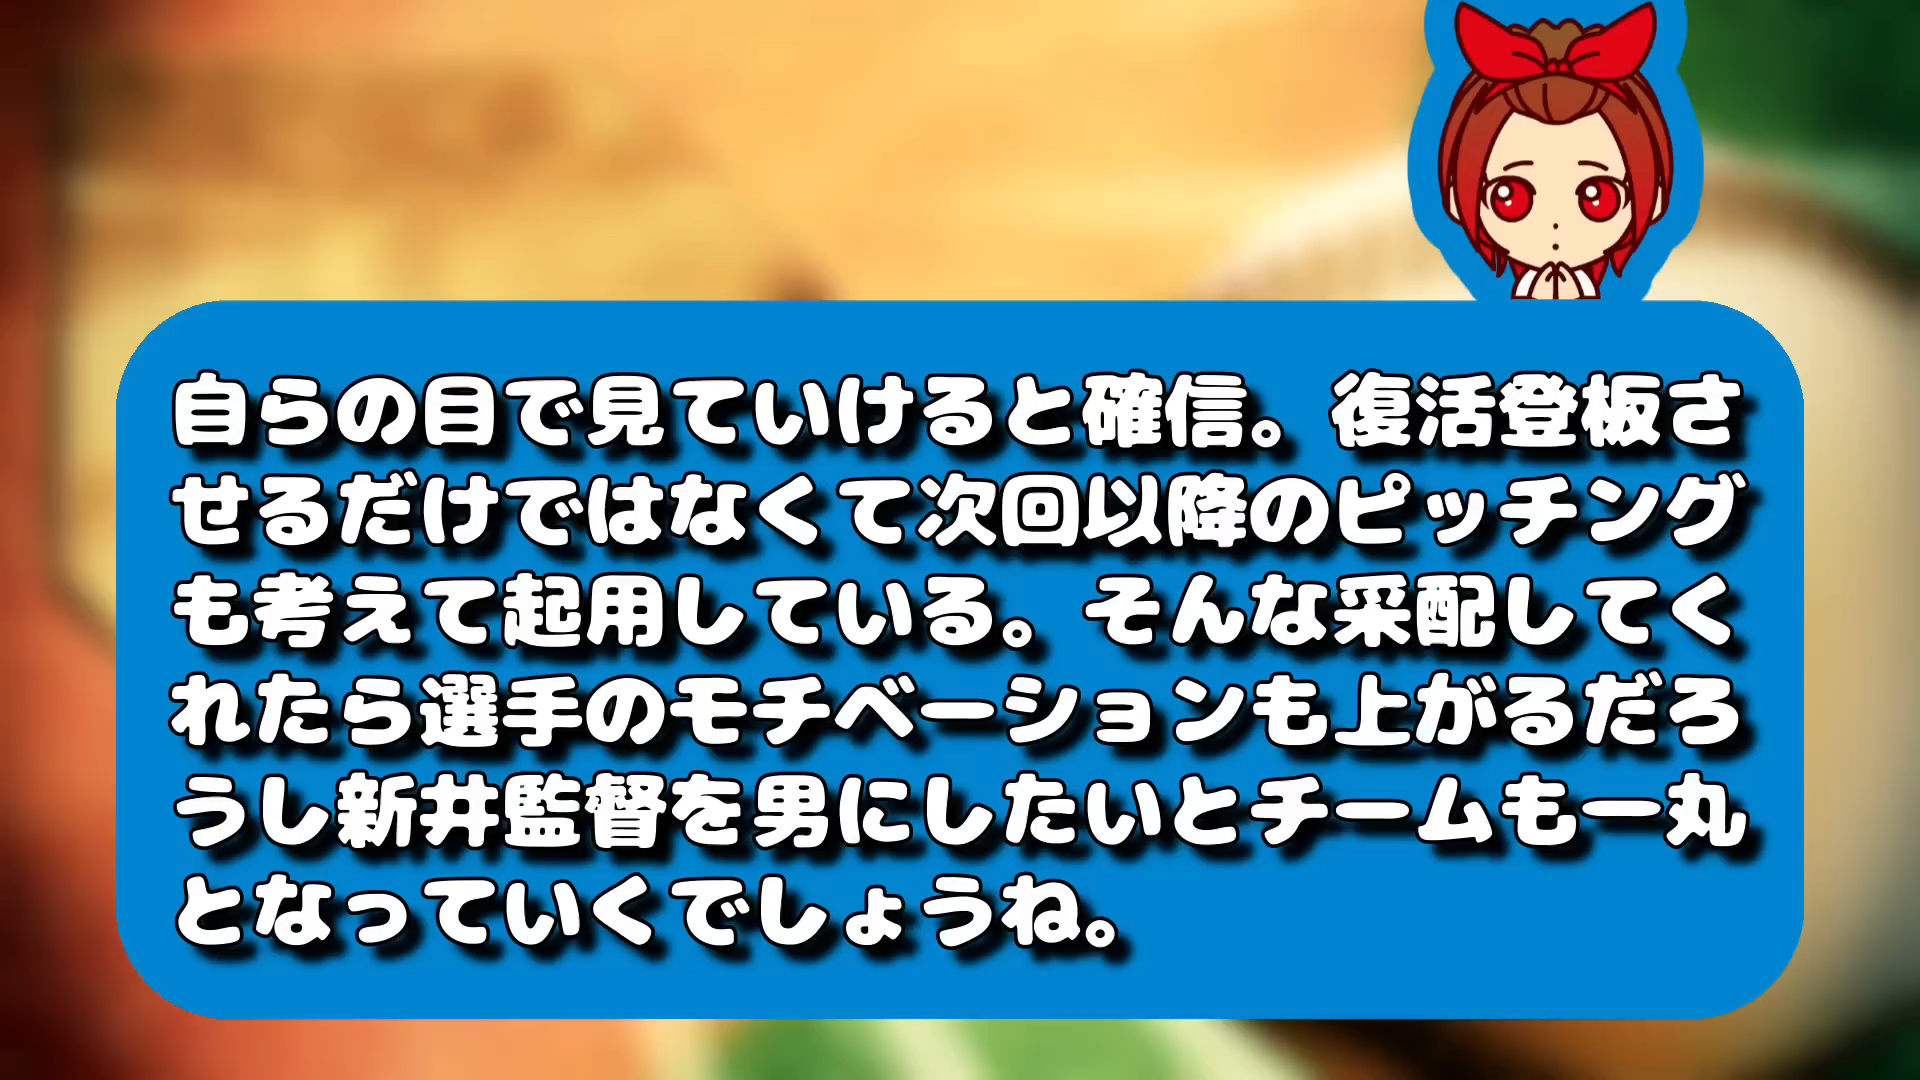 自らの目で見ていけると確信。復活登板さ
せるだけではなくて次回以降のピッチング
も考えて起用している。そんな采配してく
れたら選手のモチベーションも上がるだろ
うし新井監督を男にしたいとチームも一丸
となっていくでしょうね。